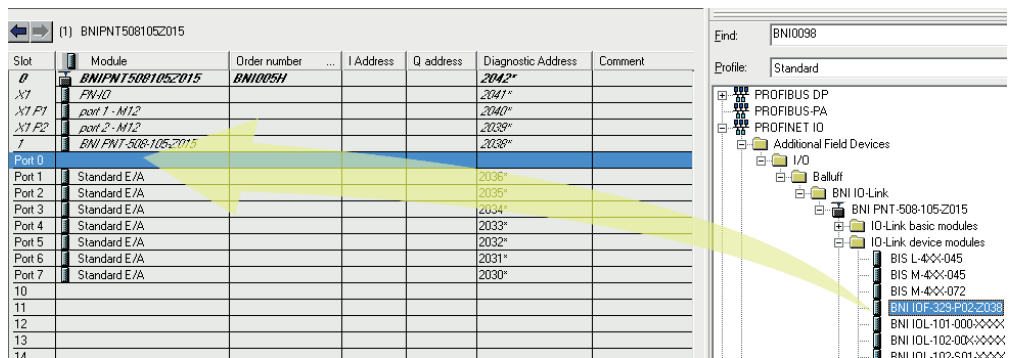 (1) BNIPNT508105Z015
Slot Module Order number ... I Address Q address Diagnostic Address Comment
0 BNIPNT508105Z015 BNI005H 2042*
X1 PN-IO 2041*
X1 P1 port 1 - M12 2040*
X1 P2 port 2 - M12 2039*
1 BNI PNT-508-105-Z015 2038*
Port 0
Port 1 Standard E/A 2036*
Port 2 Standard E/A 2035*
Port 3 Standard E/A 2034*
Port 4 Standard E/A 2033*
Port 5 Standard E/A 2032*
Port 6 Standard E/A 2031*
Port 7 Standard E/A 2030*
10
11
12
13
14
Find: BNI0098
Profile: Standard
PROFIBUS DP
PROFIBUS-PA
PROFINET IO
Additional Field Devices
I/O
Balluff
BNI IO-Link
BNI PNT-508-105-Z015
IO-Link basic modules
IO-Link device modules
BIS L-4XX-045
BIS M-4XX-045
BIS M-4XX-072
BNI IOF-329-P02-Z038
BNI IOL-101-000-XXXX
BNI IOL-102-00X-XXXX
BNI IOL-102-S01-XXXX